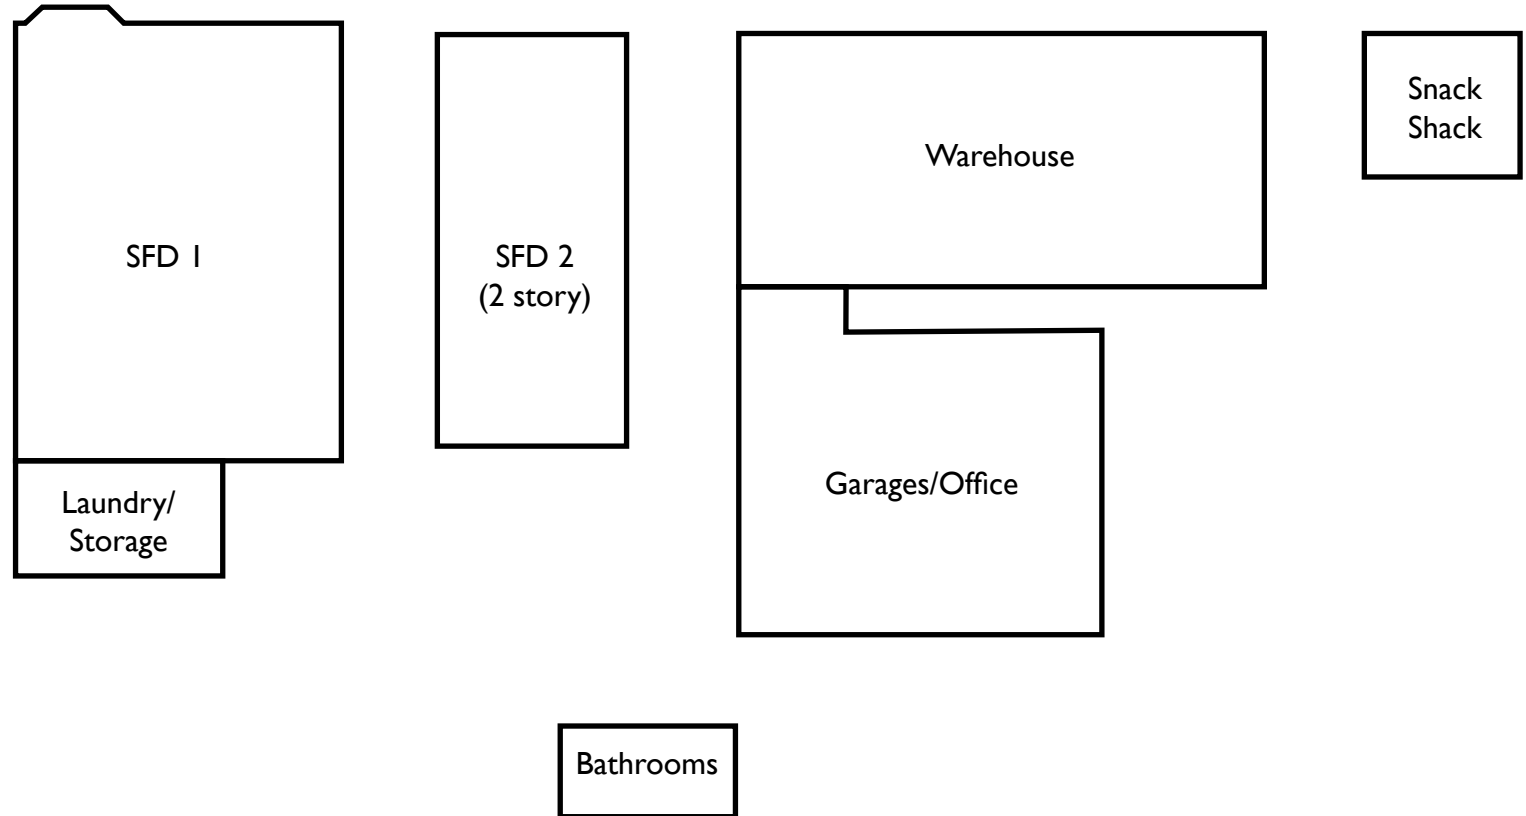 SFD 1
SFD 2
(2 story)
Warehouse
Snack
Shack
Laundry/
Storage
Garages/Office
Bathrooms